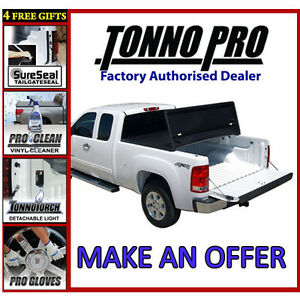 4 FREE GIFTS
SureSeal
TAILGATESEAL
PRO CLEAN
VINYL-CLEANER
TONNOTORCH
DETACHABLE LIGHT
PRO GLOVES
TONNO PRO
Factory Authorised Dealer
4X4
MAKE AN OFFER